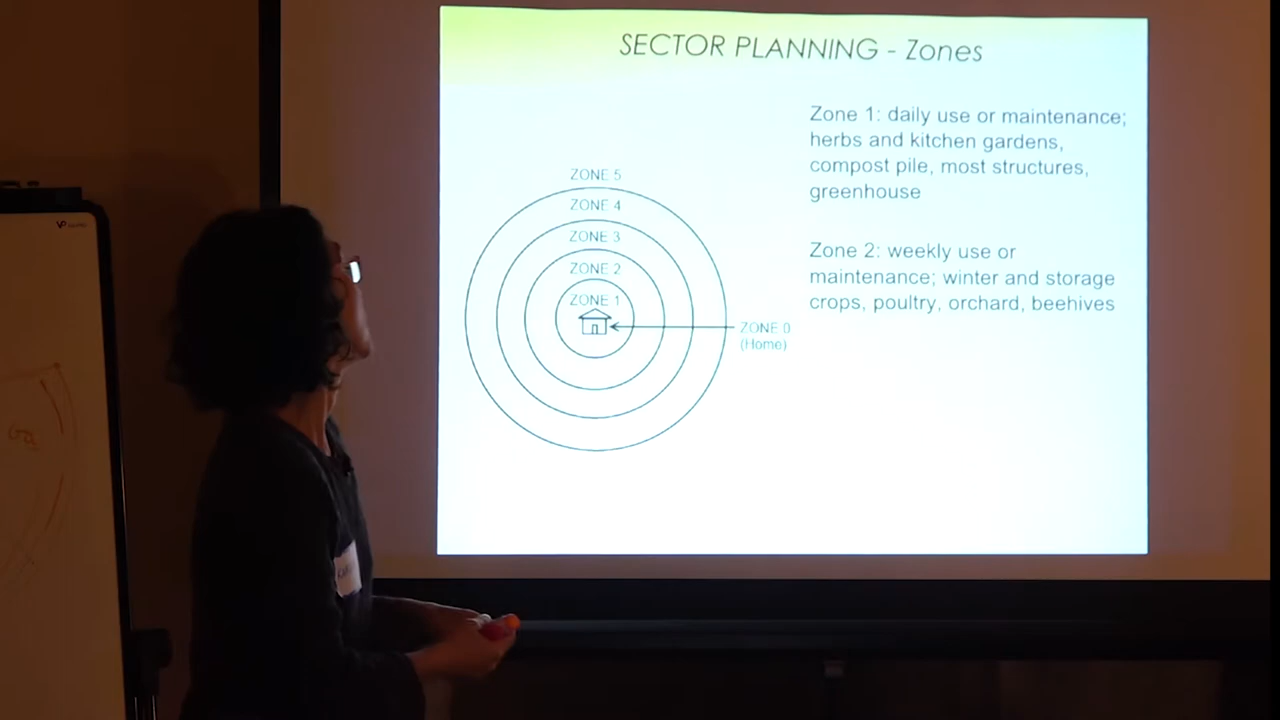 SECTOR PLANNING - Zones
Zone 1: daily use or maintenance;
herbs and kitchen gardens,
compost pile, most structures,
greenhouse
Zone 2: weekly use or
maintenance; winter and storage
crops, poultry, orchard, beehives
ZONE 5
ZONE 4
ZONE 3
ZONE 2
ZONE 1
ZONE 0
(Home)